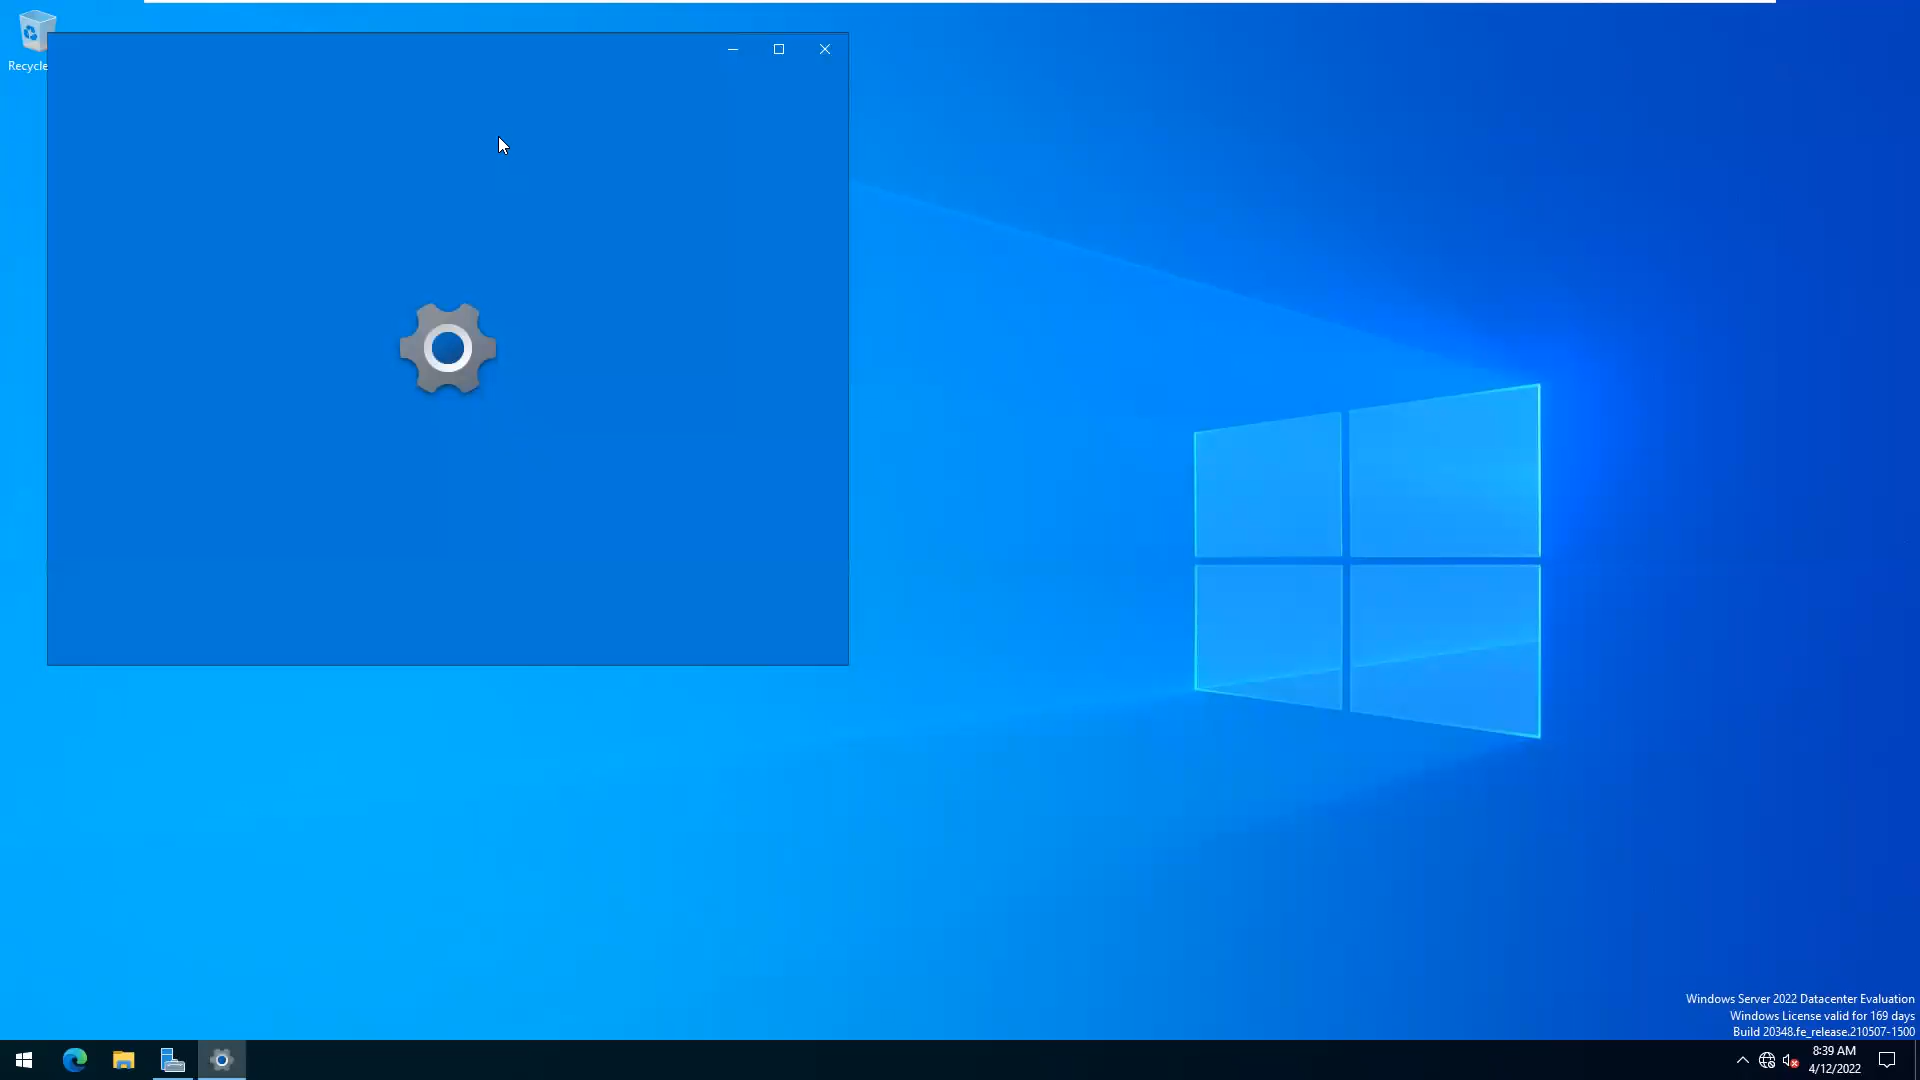 Recycle
Windows Server 2022 Datacenter Evaluation
Windows License valid for 169 days
Build 20348.fe_release.210507-1500
8:39 AM
4/12/2022